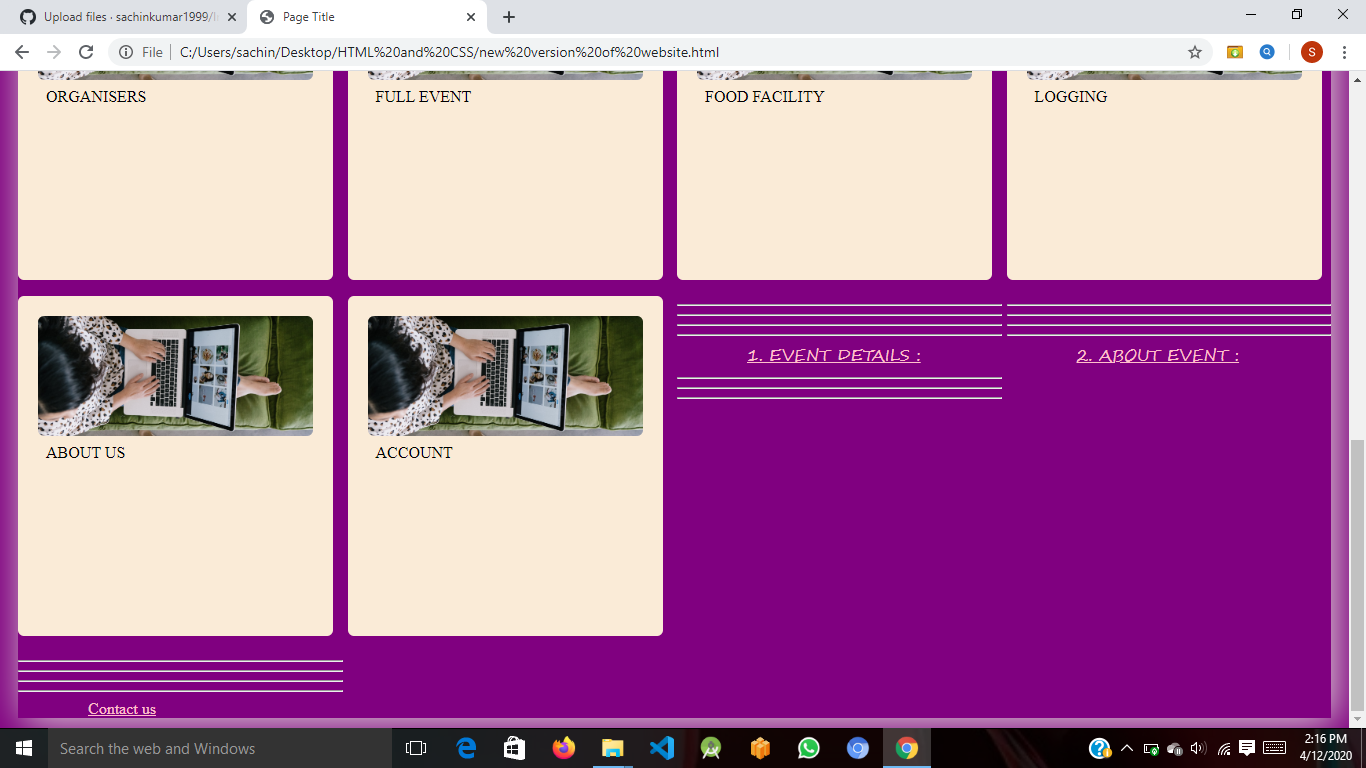 Upload files · sachinkumar1999/
Page Title
File
C:/Users/sachin/Desktop/HTML%20and%20CSS/new%20version%20of%20website.html
S
ORGANISERS
FULL EVENT
FOOD FACILITY
LOGGING
1. EVENT DETAILS :
2. ABOUT EVENT :
ABOUT US
ACCOUNT
Contact us
Search the web and Windows
2:16 PM
4/12/2020